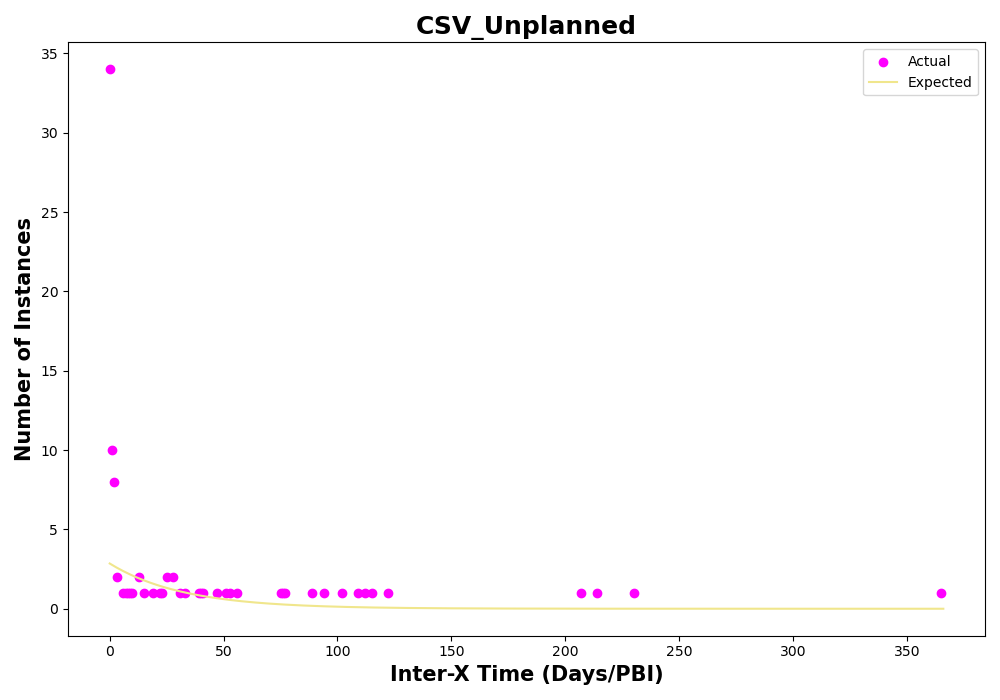 CSV_Unplanned
Actual
Expected
Number of Instances
35
30
25
20
15
10
5
0
0 50 100 150 200 250 300 350
Inter-X Time (Days/PBI)